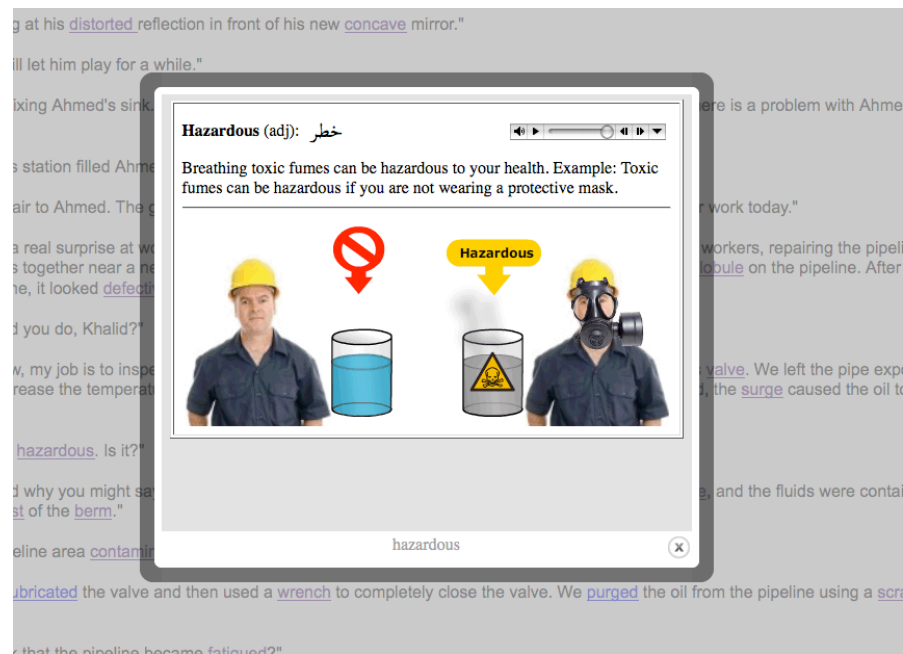 g at his distorted reflection in front of his new concave mirror."
ill let him play for a while."
ixing Ahmed's sink.
ere is a problem with Ahme
Hazardous (adj): خطر
s station filled Ahme
Breathing toxic fumes can be hazardous to your health. Example: Toxic
fumes can be hazardous if you are not wearing a protective mask.
air to Ahmed. The g
r work today."
Hazardous
a real surprise at wo
workers, repairing the pipeli
s together near a ne
lobule on the pipeline. After
ne, it looked defecti
d you do, Khalid?"
w, my job is to inspe
s valve. We left the pipe expo
rease the temperat
d, the surge caused the oil to
hazardous. Is it?"
d why you might say
e, and the fluids were contai
st of the berm."
hazardous
eline area contamin
ubricated the valve and then used a wrench to completely close the valve. We purged the oil from the pipeline using a scra
k that the pipeline became fatigued?"